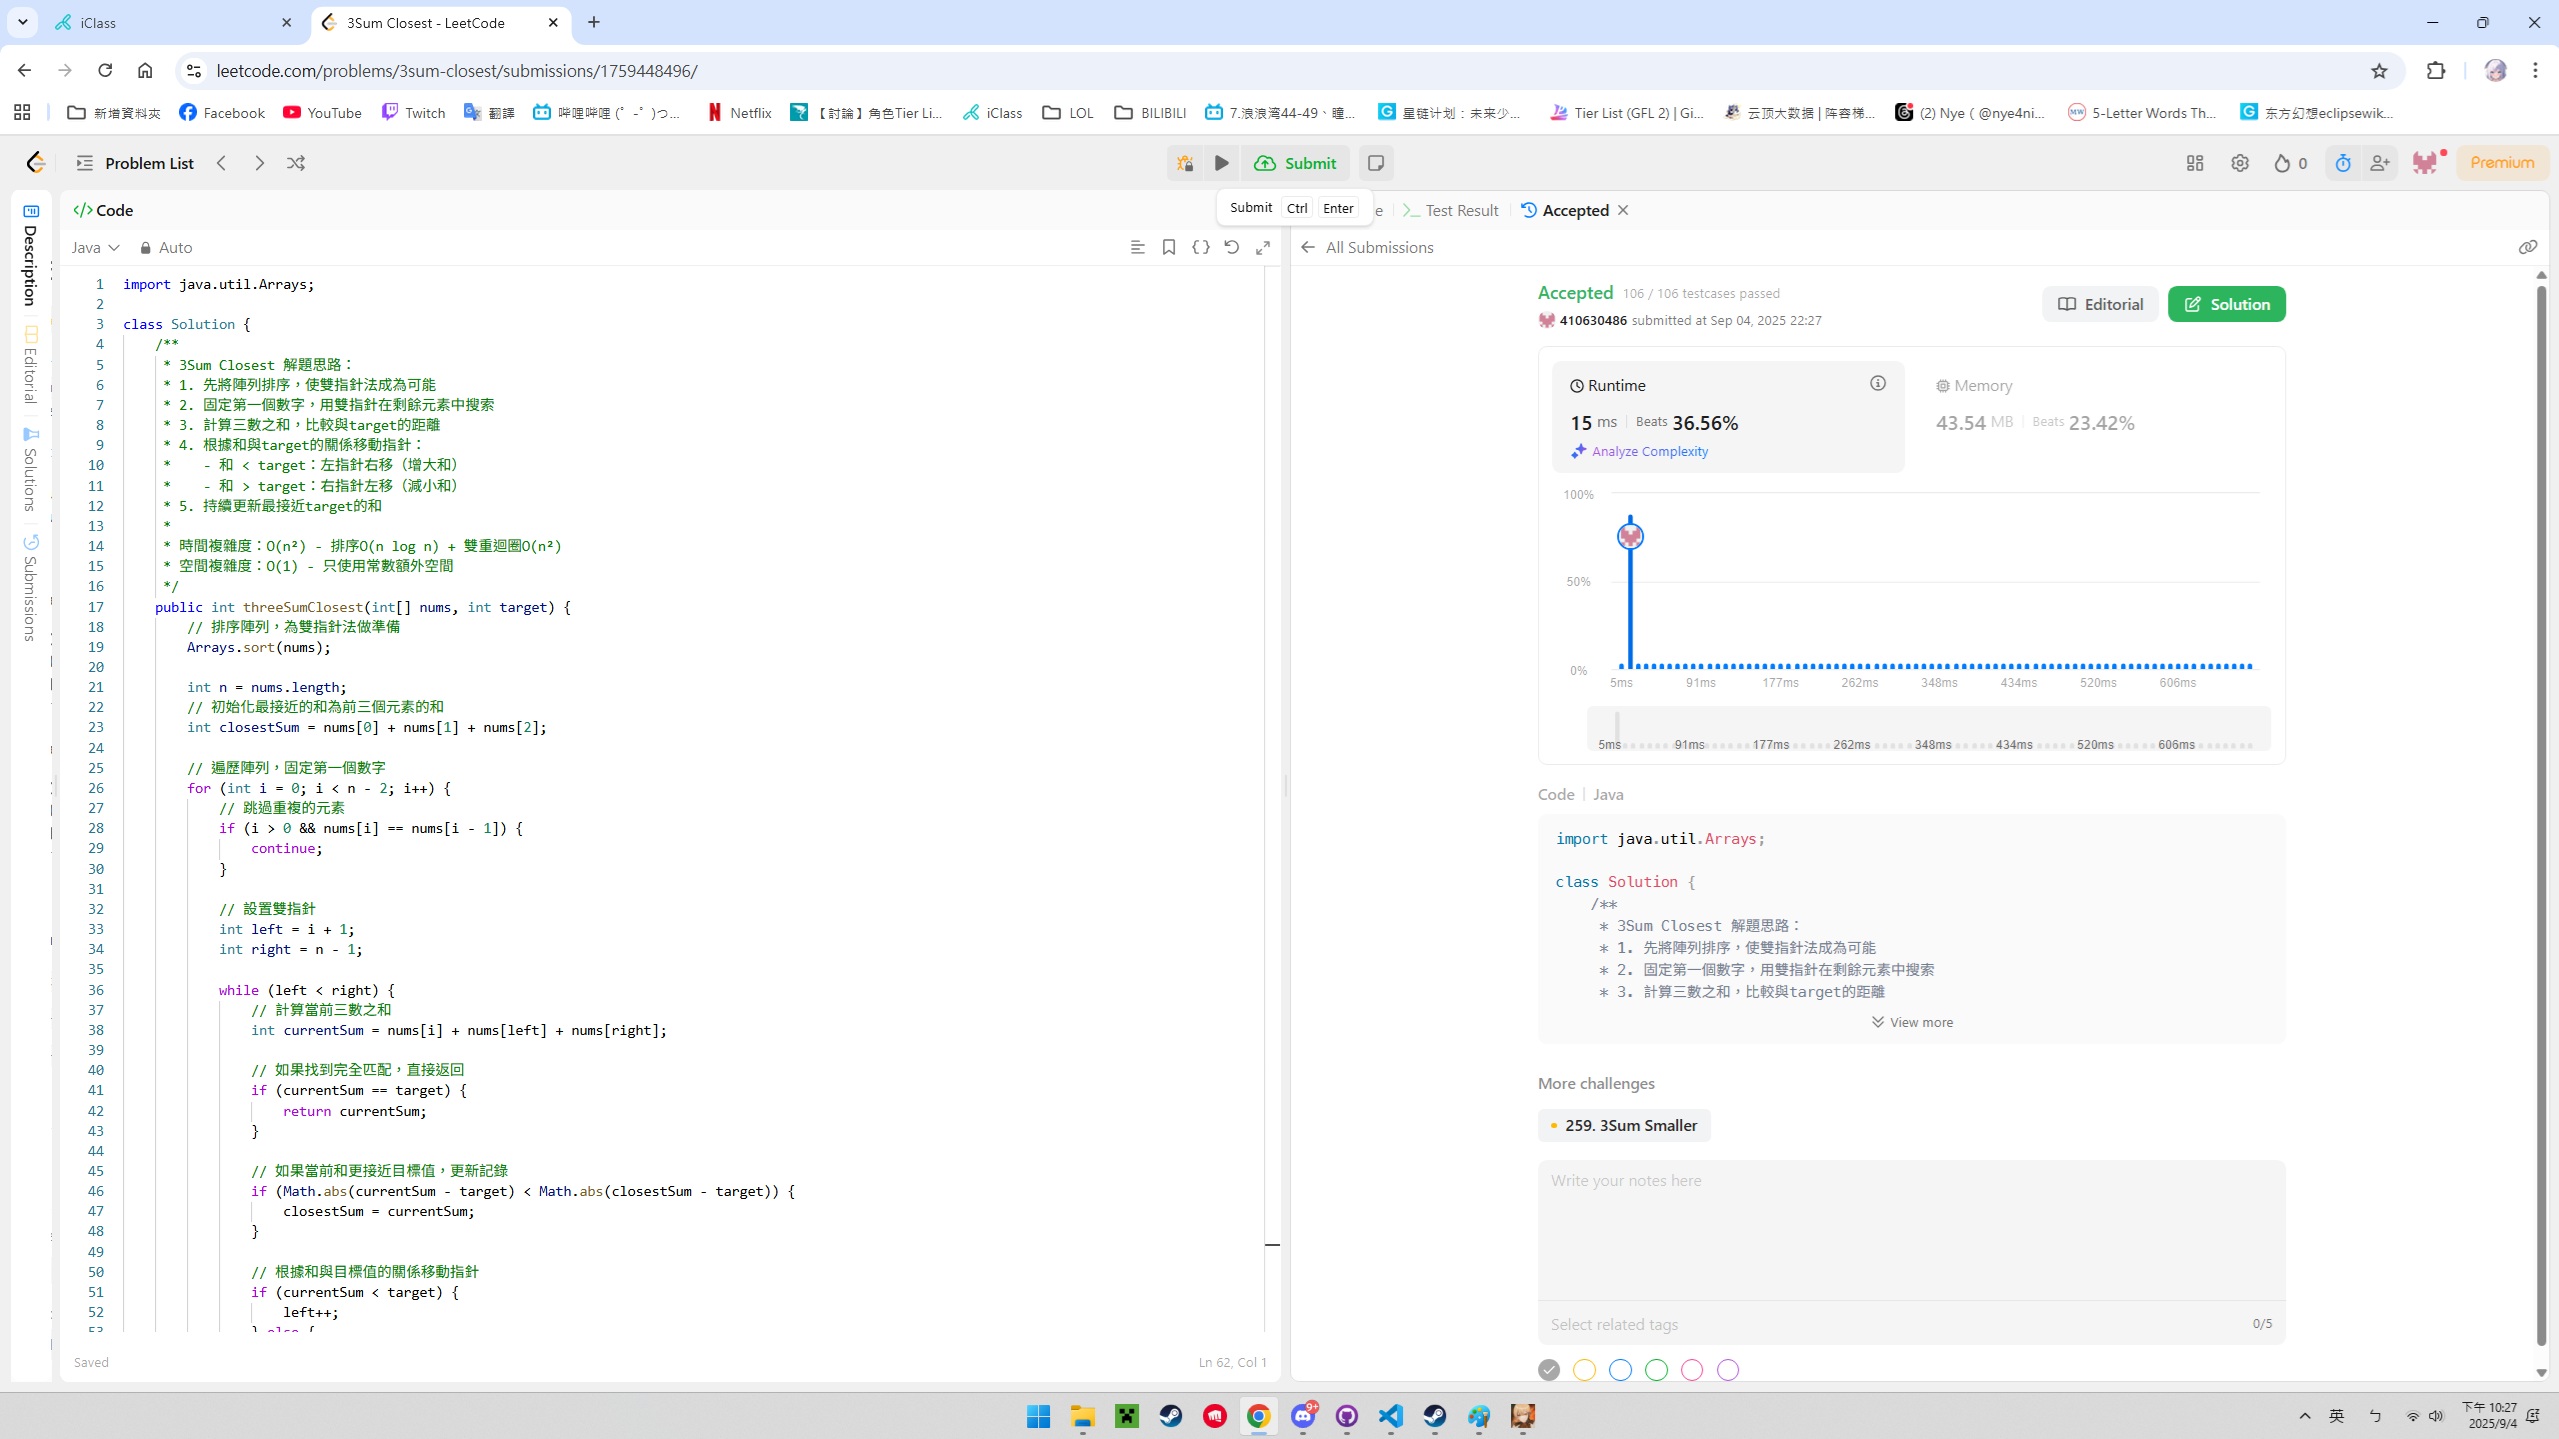 iClass
3Sum Closest - LeetCode
leetcode.com/problems/3sum-closest/submissions/1759448496/
新增資料夾 Facebook YouTube Twitch 翻譯 哔哩哔哩 (゜-゜)つ... Netflix 【討論】角色Tier Li... iClass LOL BILIBILI 7.浪浪湾44-49、瞳... 星链计划：未来少... Tier List (GFL 2) | Gi... 云顶大数据 | 阵容梯... (2) Nye ( @nye4ni... 5-Letter Words Th... 东方幻想eclipsewik...
Problem List
Submit
0
Premium
Submit Ctrl Enter
Description
Editorial
Solutions
Submissions
</> Code
Java
Auto
1 import java.util.Arrays;
2
3 class Solution {
4 /**
5 * 3Sum Closest 解題思路：
6 * 1. 先將陣列排序，使雙指針法成為可能
7 * 2. 固定第一個數字，用雙指針在剩餘元素中搜索
8 * 3. 計算三數之和，比較與target的距離
9 * 4. 根據和與target的關係移動指針：
10 *    - 和 < target：左指針右移（增大和）
11 *    - 和 > target：右指針左移（減小和）
12 * 5. 持續更新最接近target的和
13 *
14 * 時間複雜度：O(n²) - 排序O(n log n) + 雙重迴圈O(n²)
15 * 空間複雜度：O(1) - 只使用常數額外空間
16 */
17 public int threeSumClosest(int[] nums, int target) {
18 // 排序陣列，為雙指針法做準備
19 Arrays.sort(nums);
20
21 int n = nums.length;
22 // 初始化最接近的和為前三個元素的和
23 int closestSum = nums[0] + nums[1] + nums[2];
24
25 // 遍歷陣列，固定第一個數字
26 for (int i = 0; i < n - 2; i++) {
27 // 跳過重複的元素
28 if (i > 0 && nums[i] == nums[i - 1]) {
29 continue;
30 }
31
32 // 設置雙指針
33 int left = i + 1;
34 int right = n - 1;
35
36 while (left < right) {
37 // 計算當前三數之和
38 int currentSum = nums[i] + nums[left] + nums[right];
39
40 // 如果找到完全匹配，直接返回
41 if (currentSum == target) {
42 return currentSum;
43 }
44
45 // 如果當前和更接近目標值，更新記錄
46 if (Math.abs(currentSum - target) < Math.abs(closestSum - target)) {
47 closestSum = currentSum;
48 }
49
50 // 根據和與目標值的關係移動指針
51 if (currentSum < target) {
52 left++;
53 } else {
Saved
Ln 62, Col 1
e
Test Result
Accepted
All Submissions
Accepted 106 / 106 testcases passed
410630486 submitted at Sep 04, 2025 22:27
Editorial
Solution
Runtime
15 ms Beats 36.56%
Analyze Complexity
Memory
43.54 MB Beats 23.42%
100%
50%
0%
5ms 91ms 177ms 262ms 348ms 434ms 520ms 606ms
5ms 91ms 177ms 262ms 348ms 434ms 520ms 606ms
Code | Java
import java.util.Arrays;
class Solution {
/**
* 3Sum Closest 解題思路：
* 1. 先將陣列排序，使雙指針法成為可能
* 2. 固定第一個數字，用雙指針在剩餘元素中搜索
* 3. 計算三數之和，比較與target的距離
View more
More challenges
259. 3Sum Smaller
Write your notes here
Select related tags
0/5
9+
英 ㄅ
下午 10:27
2025/9/4